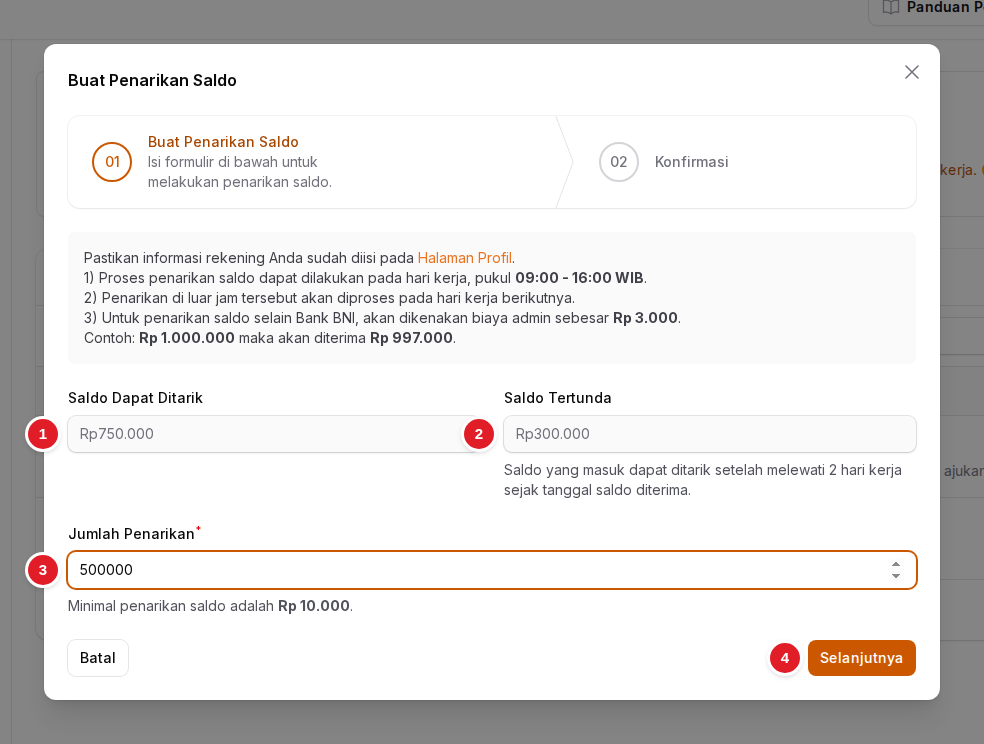 Panduan P
Buat Penarikan Saldo
01
Buat Penarikan Saldo
Isi formulir di bawah untuk
melakukan penarikan saldo.
02
Konfirmasi
kerja.
Pastikan informasi rekening Anda sudah diisi pada Halaman Profil.
1) Proses penarikan saldo dapat dilakukan pada hari kerja, pukul 09:00 - 16:00 WIB.
2) Penarikan di luar jam tersebut akan diproses pada hari kerja berikutnya.
3) Untuk penarikan saldo selain Bank BNI, akan dikenakan biaya admin sebesar Rp 3.000.
Contoh: Rp 1.000.000 maka akan diterima Rp 997.000.
Saldo Dapat Ditarik
1
Rp750.000
Saldo Tertunda
2
Rp300.000
Saldo yang masuk dapat ditarik setelah melewati 2 hari kerja
sejak tanggal saldo diterima.
ajukan
Jumlah Penarikan*
3
500000
Minimal penarikan saldo adalah Rp 10.000.
Batal
4
Selanjutnya